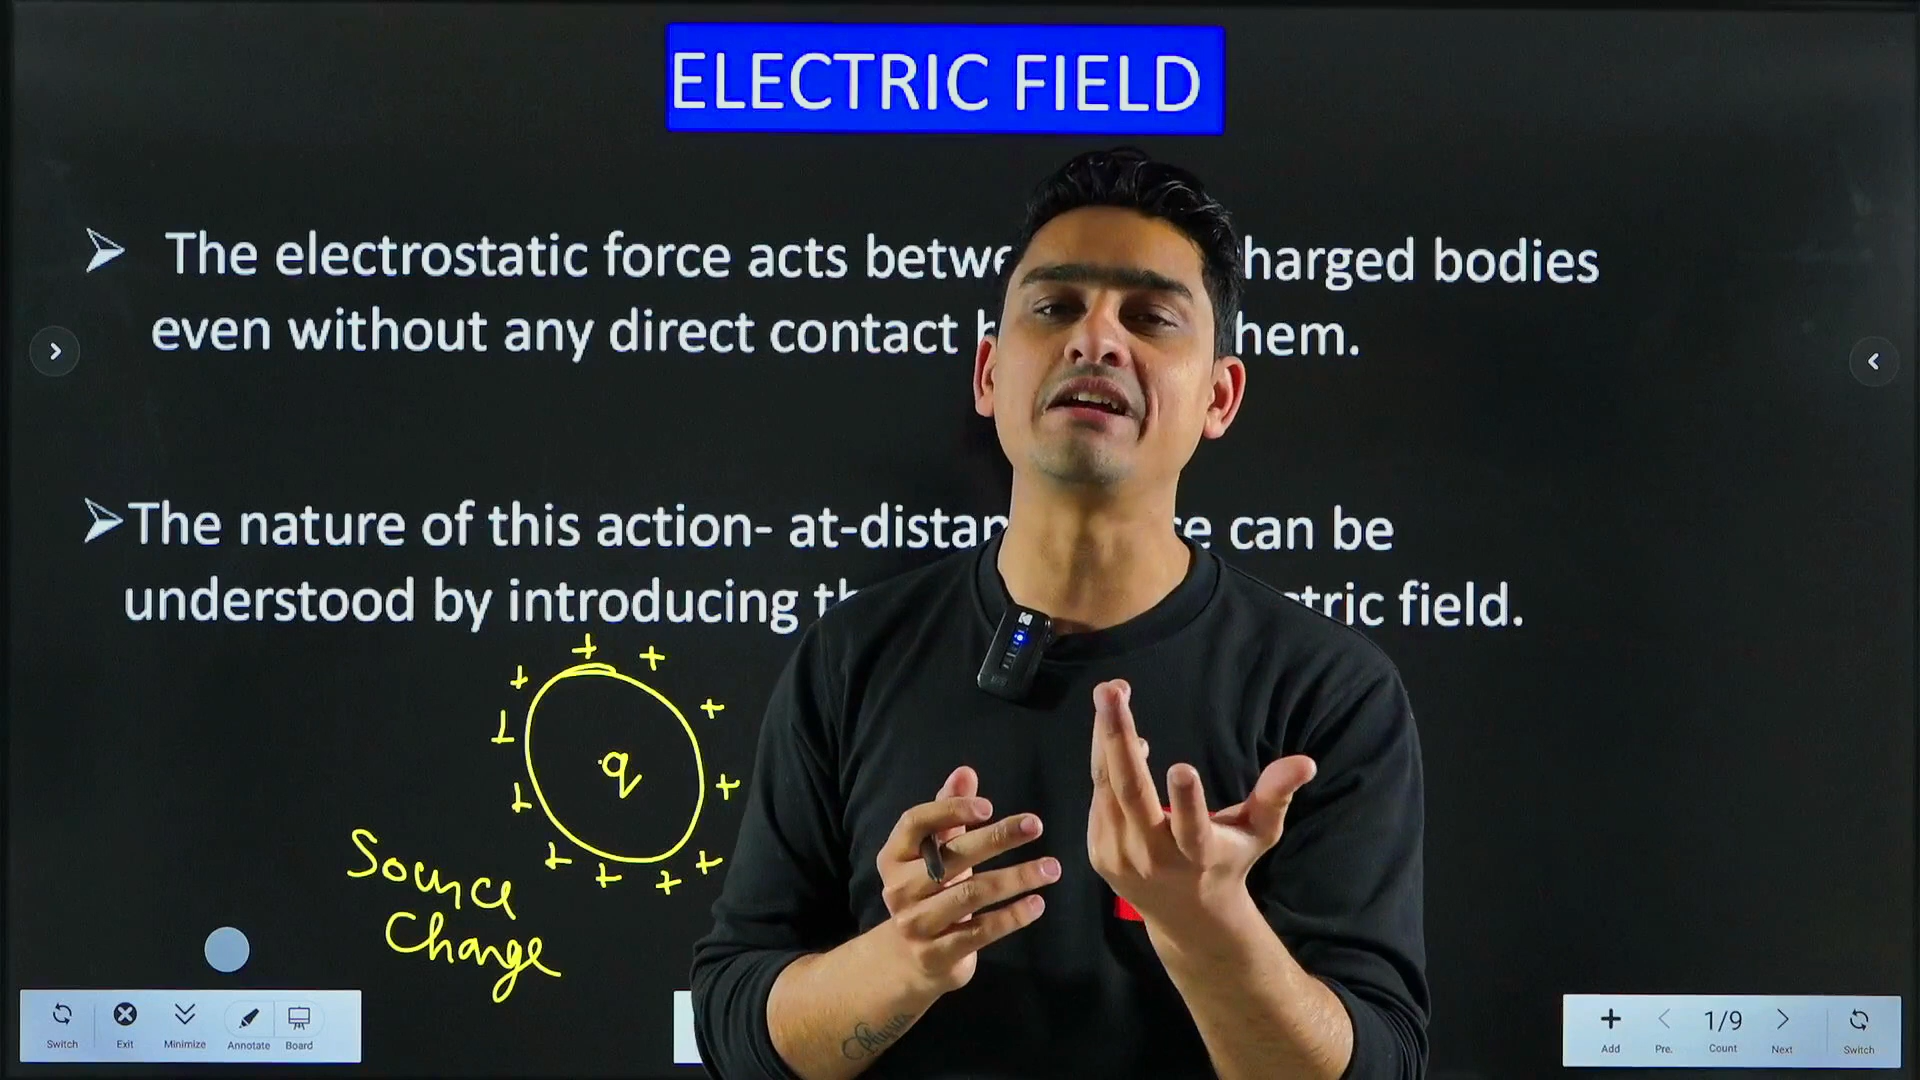 ELECTRIC FIELD
➢ The electrostatic force acts harged bodies
even without any direct contact hem.
➢The nature of this action- at-distan ce can be
understood by introducing tric field.
+ + + + + + + + + + + +
q
Source
Charge
Switch Exit Minimize Annotate Board
1/9
Add Pre. Count Next Switch